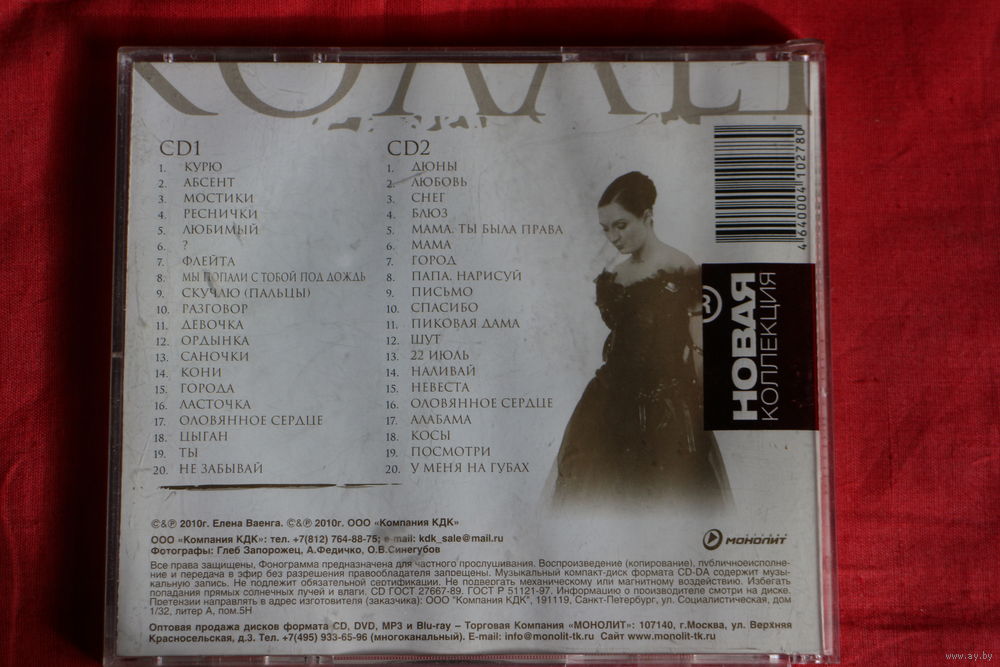 КОЛЛЕ
CD1
1. КУРЮ
2. АБСЕНТ
3. МОСТИКИ
4. РЕСНИЧКИ
5. ЛЮБИМЫЙ
6. ?
7. ФЛЕЙТА
8. МЫ ПОПАЛИ С ТОБОЙ ПОД ДОЖДЬ
9. СКУЧАЮ (ПАЛЬЦЫ)
10. РАЗГОВОР
11. ДЕВОЧКА
12. ОРДЫНКА
13. САНОЧКИ
14. КОНИ
15. ГОРОДА
16. ЛАСТОЧКА
17. ОЛОВЯННОЕ СЕРДЦЕ
18. ЦЫГАН
19. ТЫ
20. НЕ ЗАБЫВАЙ
CD2
1. ДЮНЫ
2. ЛЮБОВЬ
3. СНЕГ
4. БЛЮЗ
5. МАМА, ТЫ БЫЛА ПРАВА
6. МАМА
7. ГОРОД
8. ПАПА, НАРИСУЙ
9. ПИСЬМО
10. СПАСИБО
11. ПИКОВАЯ ДАМА
12. ШУТ
13. 22 ИЮЛЬ
14. НАЛИВАЙ
15. НЕВЕСТА
16. ОЛОВЯННОЕ СЕРДЦЕ
17. АЛАБАМА
18. КОСЫ
19. ПОСМОТРИ
20. У МЕНЯ НА ГУБАХ
4 640004 102780
®
НОВАЯ
КОЛЛЕКЦИЯ
©&℗ 2010г. Елена Ваенга. ©&℗ 2010г. ООО «Компания КДК»
ООО «Компания КДК»: тел. +7(812) 764-88-75; e-mail: kdk_sale@mail.ru
Фотографы: Глеб Запорожец, А.Федичко, О.В.Синегубов
МОНОЛИТ
Все права защищены, Фонограмма предназначена для частного прослушивания. Воспроизведение (копирование), публичноеисполне-
ние и передача в эфир без разрешения правообладателя запрещены. Музыкальный компакт-диск формата CD-DA содержит музы-
кальную запись. Не подлежит обязательной сертификации. Не подвергать механическому или магнитному воздействию. Избегать
попадания прямых солнечных лучей и влаги. CD ГОСТ 27667-89. ГОСТ Р 51121-97. Информацию о производителе смотри на диске.
Претензии направлять в адрес изготовителя (заказчика): ООО "Компания КДК", 191119, Санкт-Петербург, ул. Социалистическая, дом
1/32, литер А, пом.5Н
Оптовая продажа дисков формата CD, DVD, MP3 и Blu-ray – Торговая Компания «МОНОЛИТ»: 107140, г.Москва, ул. Верхняя
Красносельская, д.3. Тел.+7(495) 933-65-96 (многоканальный). E-mail: info@monolit-tk.ru Сайт www.monolit-tk.ru
www.ay.by